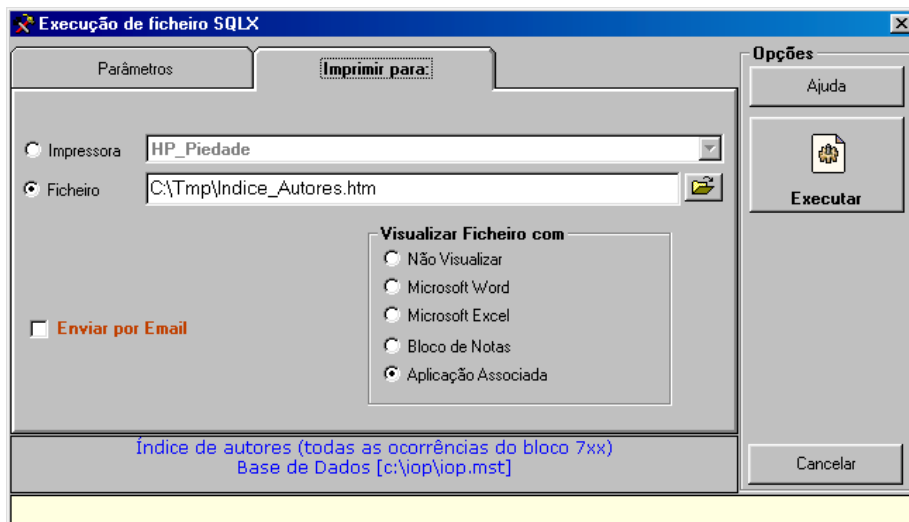 Execução de ficheiro SQLX
Parâmetros
Imprimir para:
Opções
Ajuda
Impressora
HP_Piedade
Ficheiro
C:\Tmp\Indice_Autores.htm
Executar
Visualizar Ficheiro com
Não Visualizar
Microsoft Word
Microsoft Excel
Enviar por Email
Bloco de Notas
Aplicação Associada
Índice de autores (todas as ocorrências do bloco 7xx)
Base de Dados [c:\iop\iop.mst]
Cancelar